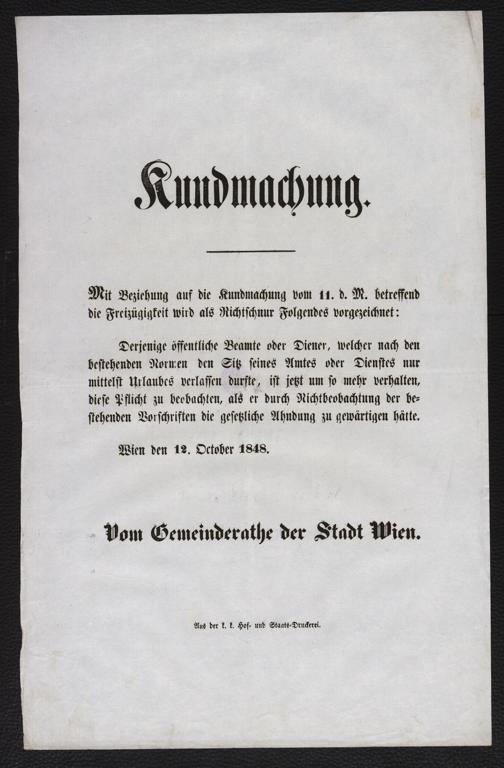 Kundmachung.
Mit Beziehung auf die Kundmachung vom 11. d. M. betreffend
die Freizügigkeit wird als Richtschnur Folgendes vorgezeichnet:
Derjenige öffentliche Beamte oder Diener, welcher nach den
bestehenden Normen den Sitz seines Amtes oder Dienstes nur
mittelst Urlaubes verlassen durfte, ist jetzt um so mehr verhalten,
diese Pflicht zu beobachten, als er durch Nichtbeobachtung der be-
stehenden Vorschriften die gesetzliche Ahndung zu gewärtigen hätte.
Wien den 12. October 1848.
Vom Gemeinderathe der Stadt Wien.
Aus der k. k. Hof- und Staats-Druckerei.